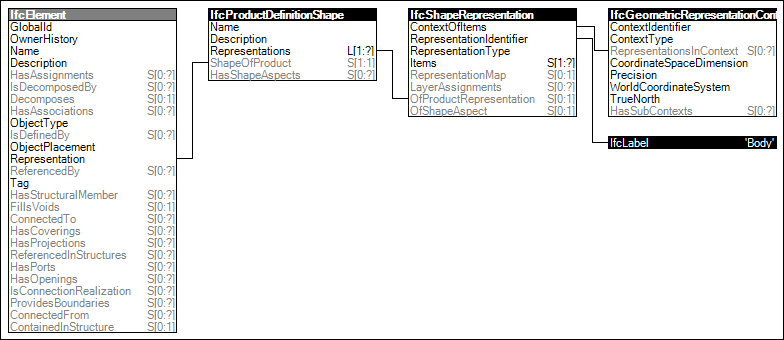 IfcElement
GlobalId
OwnerHistory
Name
Description
HasAssignments S[0:?]
IsDecomposedBy S[0:?]
Decomposes S[0:1]
HasAssociations S[0:?]
ObjectType
IsDefinedBy S[0:?]
ObjectPlacement
Representation
ReferencedBy S[0:?]
Tag
HasStructuralMember S[0:?]
FillsVoids S[0:1]
ConnectedTo S[0:?]
HasCoverings S[0:?]
HasProjections S[0:?]
ReferencedInStructures S[0:?]
HasPorts S[0:?]
HasOpenings S[0:?]
IsConnectionRealization S[0:?]
ProvidesBoundaries S[0:?]
ConnectedFrom S[0:?]
ContainedInStructure S[0:1]
IfcProductDefinitionShape
Name
Description
Representations L[1:?]
ShapeOfProduct S[1:1]
HasShapeAspects S[0:?]
IfcShapeRepresentation
ContextOfItems
RepresentationIdentifier
RepresentationType
Items S[1:?]
RepresentationMap S[0:1]
LayerAssignments S[0:?]
OfProductRepresentation S[0:1]
OfShapeAspect S[0:1]
IfcGeometricRepresentationCont
ContextIdentifier
ContextType
RepresentationsInContext S[0:?]
CoordinateSpaceDimension
Precision
WorldCoordinateSystem
TrueNorth
HasSubContexts S[0:?]
IfcLabel 'Body'